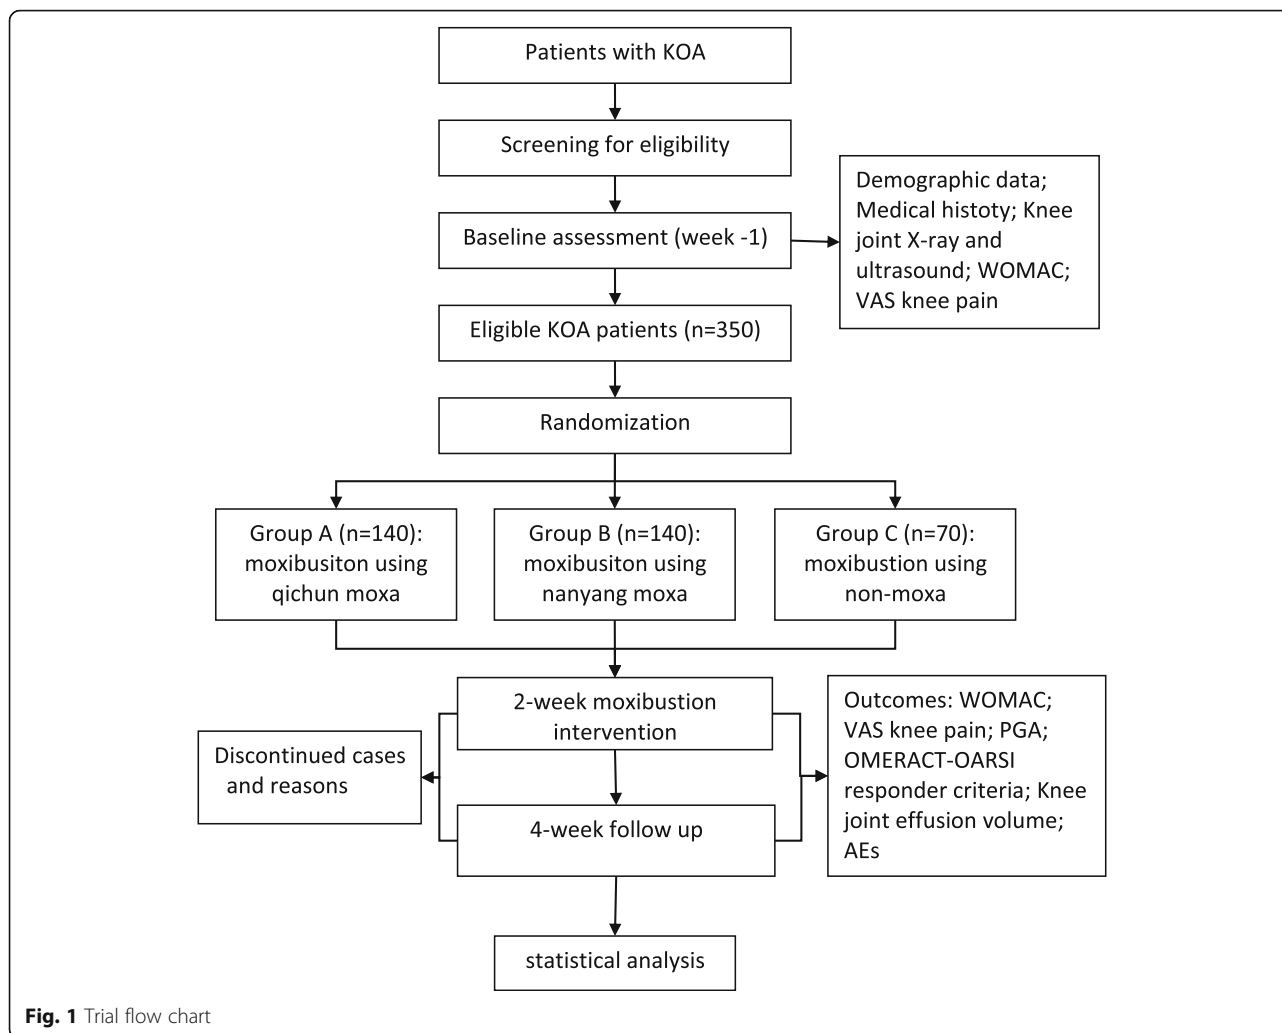 Patients with KOA
Screening for eligibility
Baseline assessment (week -1)
Demographic data;
Medical histoty; Knee
joint X-ray and
ultrasound; WOMAC;
VAS knee pain
Eligible KOA patients (n=350)
Randomization
Group A (n=140):
moxibusiton using
qichun moxa
Group B (n=140):
moxibusiton using
nanyang moxa
Group C (n=70):
moxibustion using
non-moxa
2-week moxibustion
intervention
Discontinued cases
and reasons
Outcomes: WOMAC;
VAS knee pain; PGA;
OMERACT-OARSI
responder criteria; Knee
joint effusion volume;
AEs
4-week follow up
statistical analysis
Fig. 1 Trial flow chart